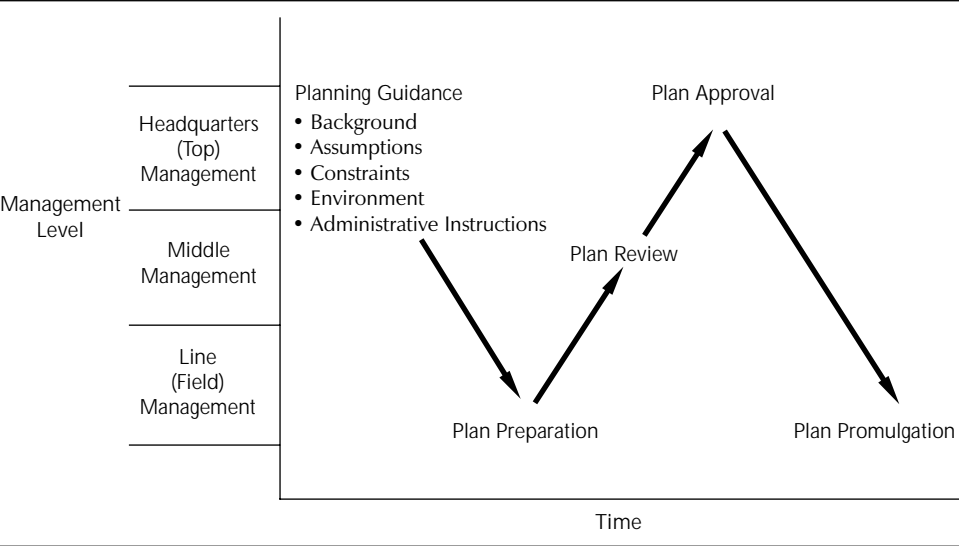 Planning Guidance
• Background
• Assumptions
• Constraints
• Environment
• Administrative Instructions
Plan Approval
Headquarters
(Top)
Management
Management
Level
Middle
Management
Plan Review
Line
(Field)
Management
Plan Preparation
Plan Promulgation
Time